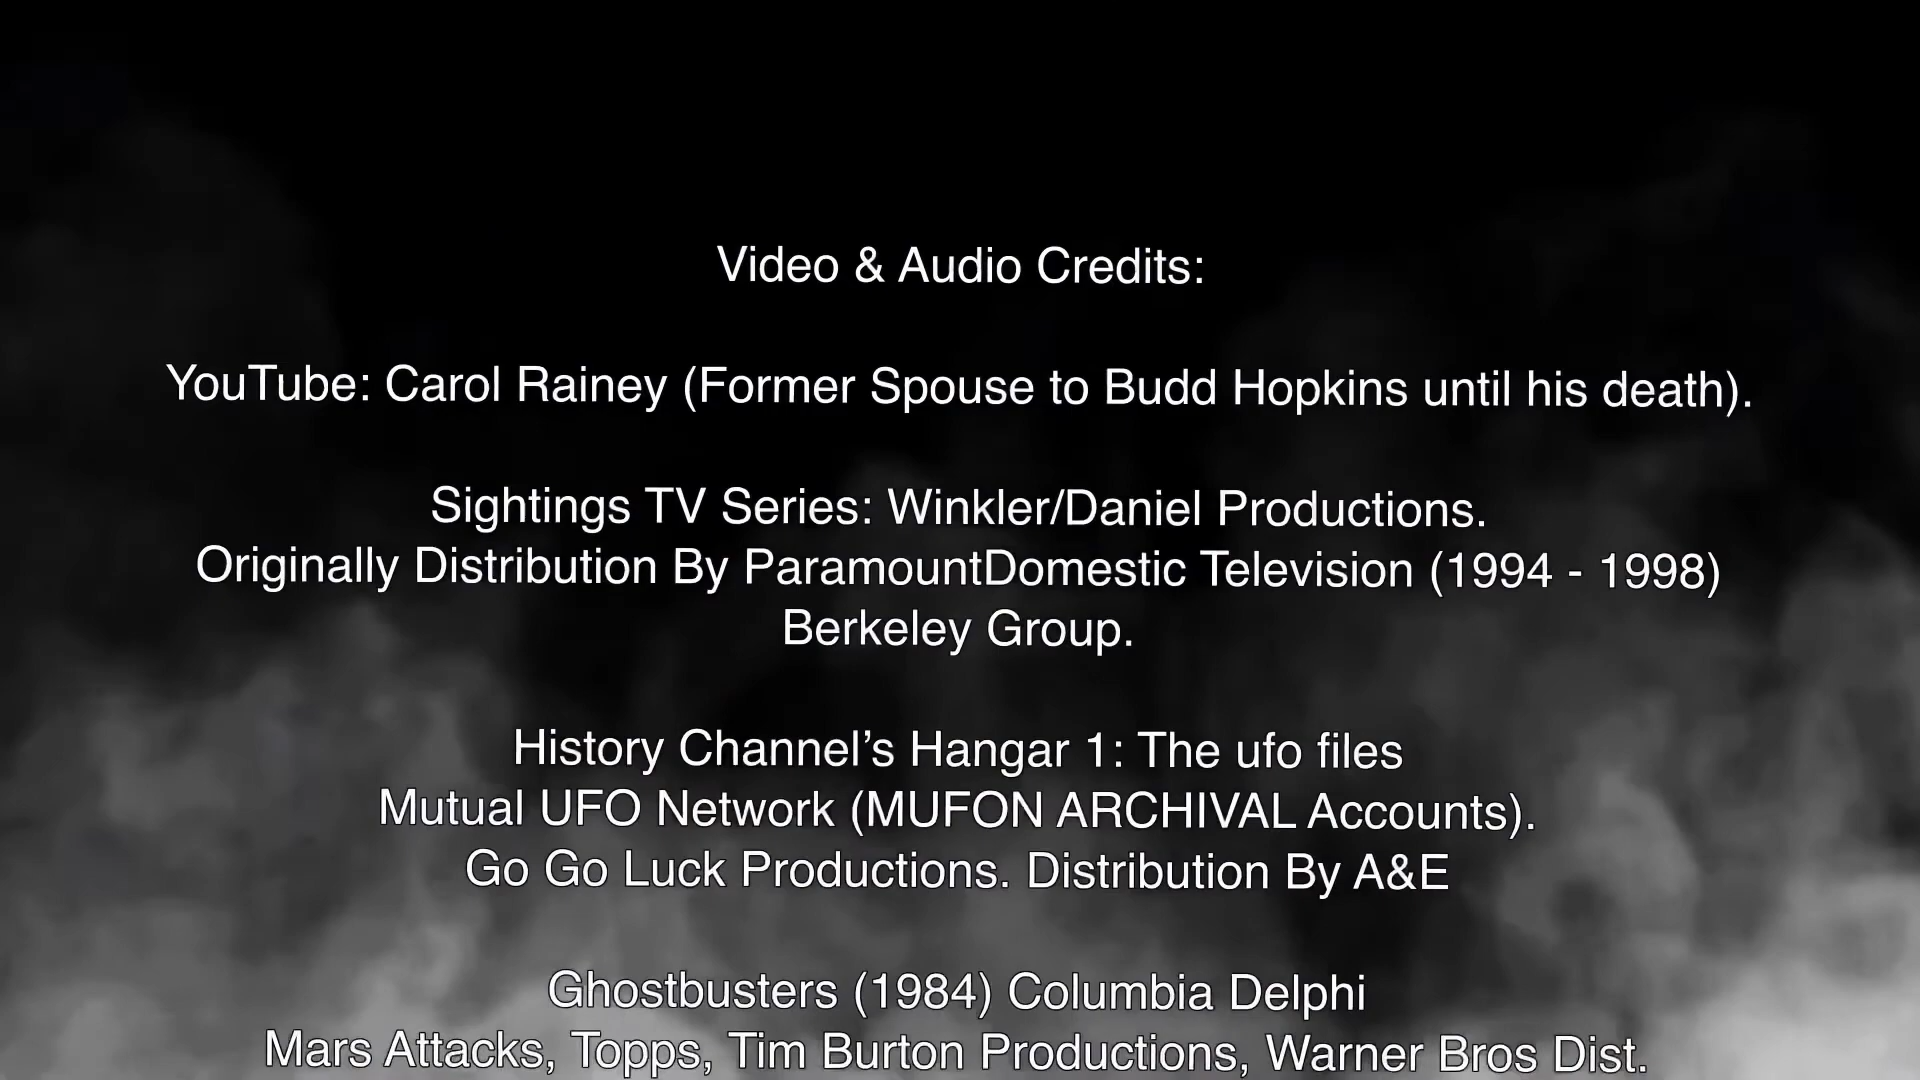 Video & Audio Credits:
YouTube: Carol Rainey (Former Spouse to Budd Hopkins until his death).
Sightings TV Series: Winkler/Daniel Productions.
Originally Distribution By ParamountDomestic Television (1994 - 1998)
Berkeley Group.
History Channel’s Hangar 1: The ufo files
Mutual UFO Network (MUFON ARCHIVAL Accounts).
Go Go Luck Productions. Distribution By A&E
Ghostbusters (1984) Columbia Delphi
Mars Attacks, Topps, Tim Burton Productions, Warner Bros Dist.